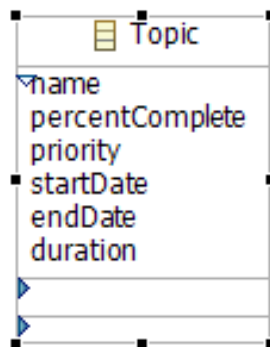 Topic
name
percentComplete
priority
startDate
endDate
duration